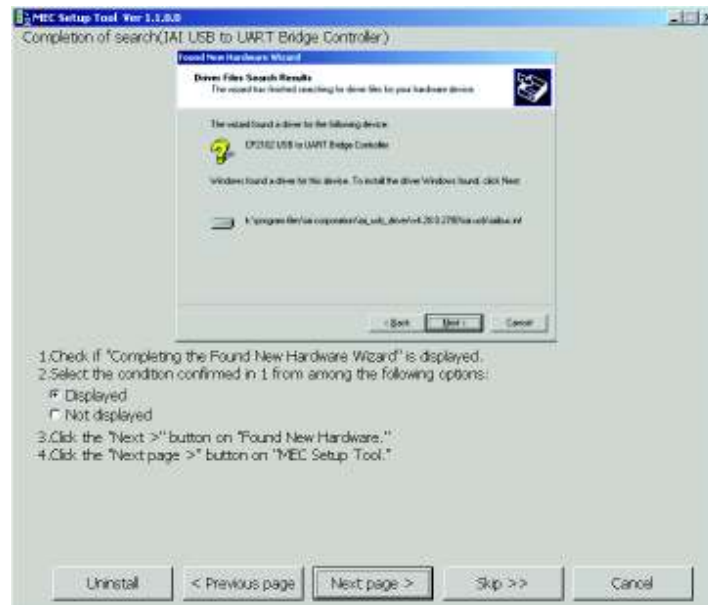 MEC Setup Tool Ver 1.1.0.0
Completion of search(IAI USB to UART Bridge Controller)
Found New Hardware Wizard
Driver Files Search Results
The wizard has finished searching for driver files for your hardware device.
The wizard found a driver for the following device:
CP2102 USB to UART Bridge Controller
Windows found a driver for this device. To install the driver Windows found, click Next.
< Back
Next >
Cancel
1.Check if "Completing the Found New Hardware Wizard" is displayed.
2.Select the condition confirmed in 1 from among the following options:
Displayed
Not displayed
3.Click the "Next >" button on "Found New Hardware."
4.Click the "Next page >" button on "MEC Setup Tool."
Uninstall
< Previous page
Next page >
Skip >>
Cancel